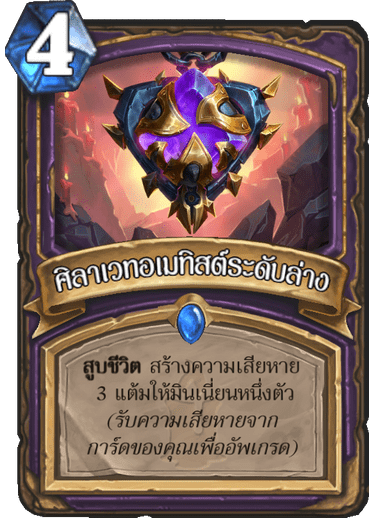 4
ศิลาเวทอเมทิสต์ระดับล่าง
สูบชีวิต สร้างความเสียหาย
3 แต้มให้มินเนี่ยนหนึ่งตัว
(รับความเสียหายจาก
การ์ดของคุณเพื่ออัพเกรด)